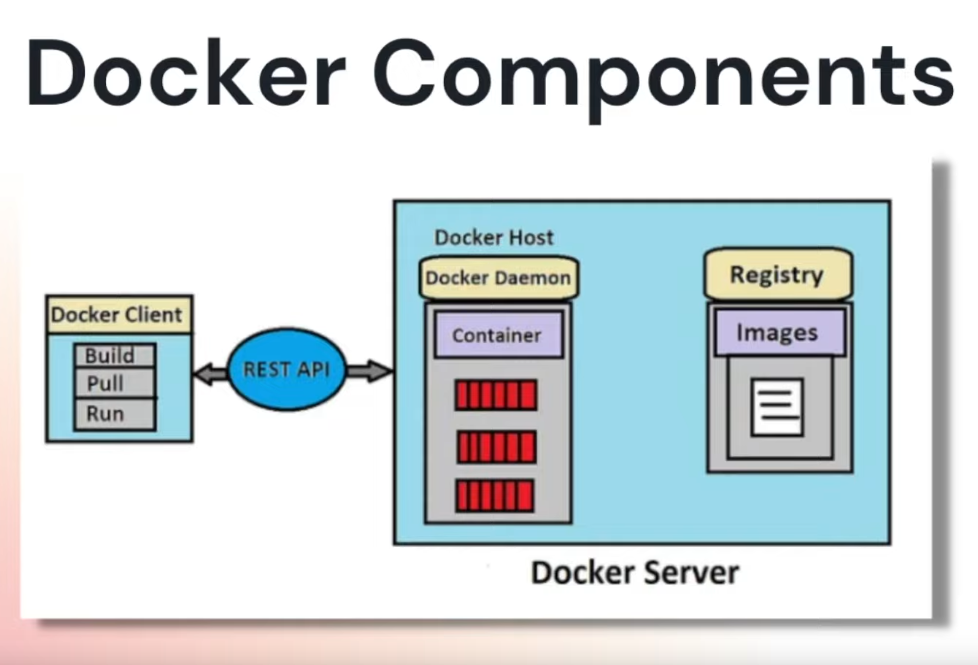 Docker Components
Docker Host
Docker Daemon
Registry
Docker Client
Container
Images
Build
REST API
Pull
Run
Docker Server